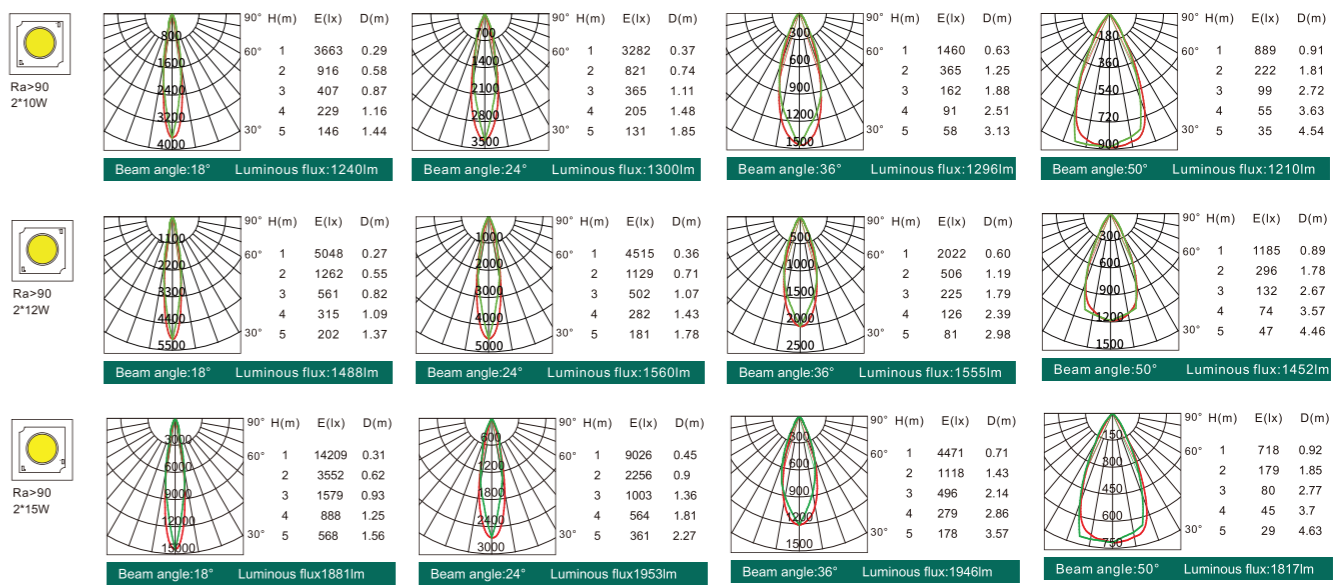 Ra>90
2*10W
800
1600
2400
3200
4000
90°
60°
30°
H(m) E(lx) D(m)
1 3663 0.29
2 916 0.58
3 407 0.87
4 229 1.16
5 146 1.44
Beam angle:18° Luminous flux:1240lm
700
1400
2100
2800
3500
90°
60°
30°
H(m) E(lx) D(m)
1 3282 0.37
2 821 0.74
3 365 1.11
4 205 1.48
5 131 1.85
Beam angle:24° Luminous flux:1300lm
300
600
900
1200
1500
90°
60°
30°
H(m) E(lx) D(m)
1 1460 0.63
2 365 1.25
3 162 1.88
4 91 2.51
5 58 3.13
Beam angle:36° Luminous flux:1296lm
180
360
540
720
900
90°
60°
30°
H(m) E(lx) D(m)
1 889 0.91
2 222 1.81
3 99 2.72
4 55 3.63
5 35 4.54
Beam angle:50° Luminous flux:1210lm
Ra>90
2*12W
1100
2200
3300
4400
5500
90°
60°
30°
H(m) E(lx) D(m)
1 5048 0.27
2 1262 0.55
3 561 0.82
4 315 1.09
5 202 1.37
Beam angle:18° Luminous flux:1488lm
1000
2000
3000
4000
5000
90°
60°
30°
H(m) E(lx) D(m)
1 4515 0.36
2 1129 0.71
3 502 1.07
4 282 1.43
5 181 1.78
Beam angle:24° Luminous flux:1560lm
500
1000
1500
2000
2500
90°
60°
30°
H(m) E(lx) D(m)
1 2022 0.60
2 506 1.19
3 225 1.79
4 126 2.39
5 81 2.98
Beam angle:36° Luminous flux:1555lm
300
600
900
1200
1500
90°
60°
30°
H(m) E(lx) D(m)
1 1185 0.89
2 296 1.78
3 132 2.67
4 74 3.57
5 47 4.46
Beam angle:50° Luminous flux:1452lm
Ra>90
2*15W
3000
6000
9000
12000
15000
90°
60°
30°
H(m) E(lx) D(m)
1 14209 0.31
2 3552 0.62
3 1579 0.93
4 888 1.25
5 568 1.56
Beam angle:18° Luminous flux1881lm
600
1200
1800
2400
3000
90°
60°
30°
H(m) E(lx) D(m)
1 9026 0.45
2 2256 0.9
3 1003 1.36
4 564 1.81
5 361 2.27
Beam angle:24° Luminous flux1953lm
300
600
900
1200
1500
90°
60°
30°
H(m) E(lx) D(m)
1 4471 0.71
2 1118 1.43
3 496 2.14
4 279 2.86
5 178 3.57
Beam angle:36° Luminous flux:1946lm
150
300
450
600
750
90°
60°
30°
H(m) E(lx) D(m)
1 718 0.92
2 179 1.85
3 80 2.77
4 45 3.7
5 29 4.63
Beam angle:50° Luminous flux:1817lm